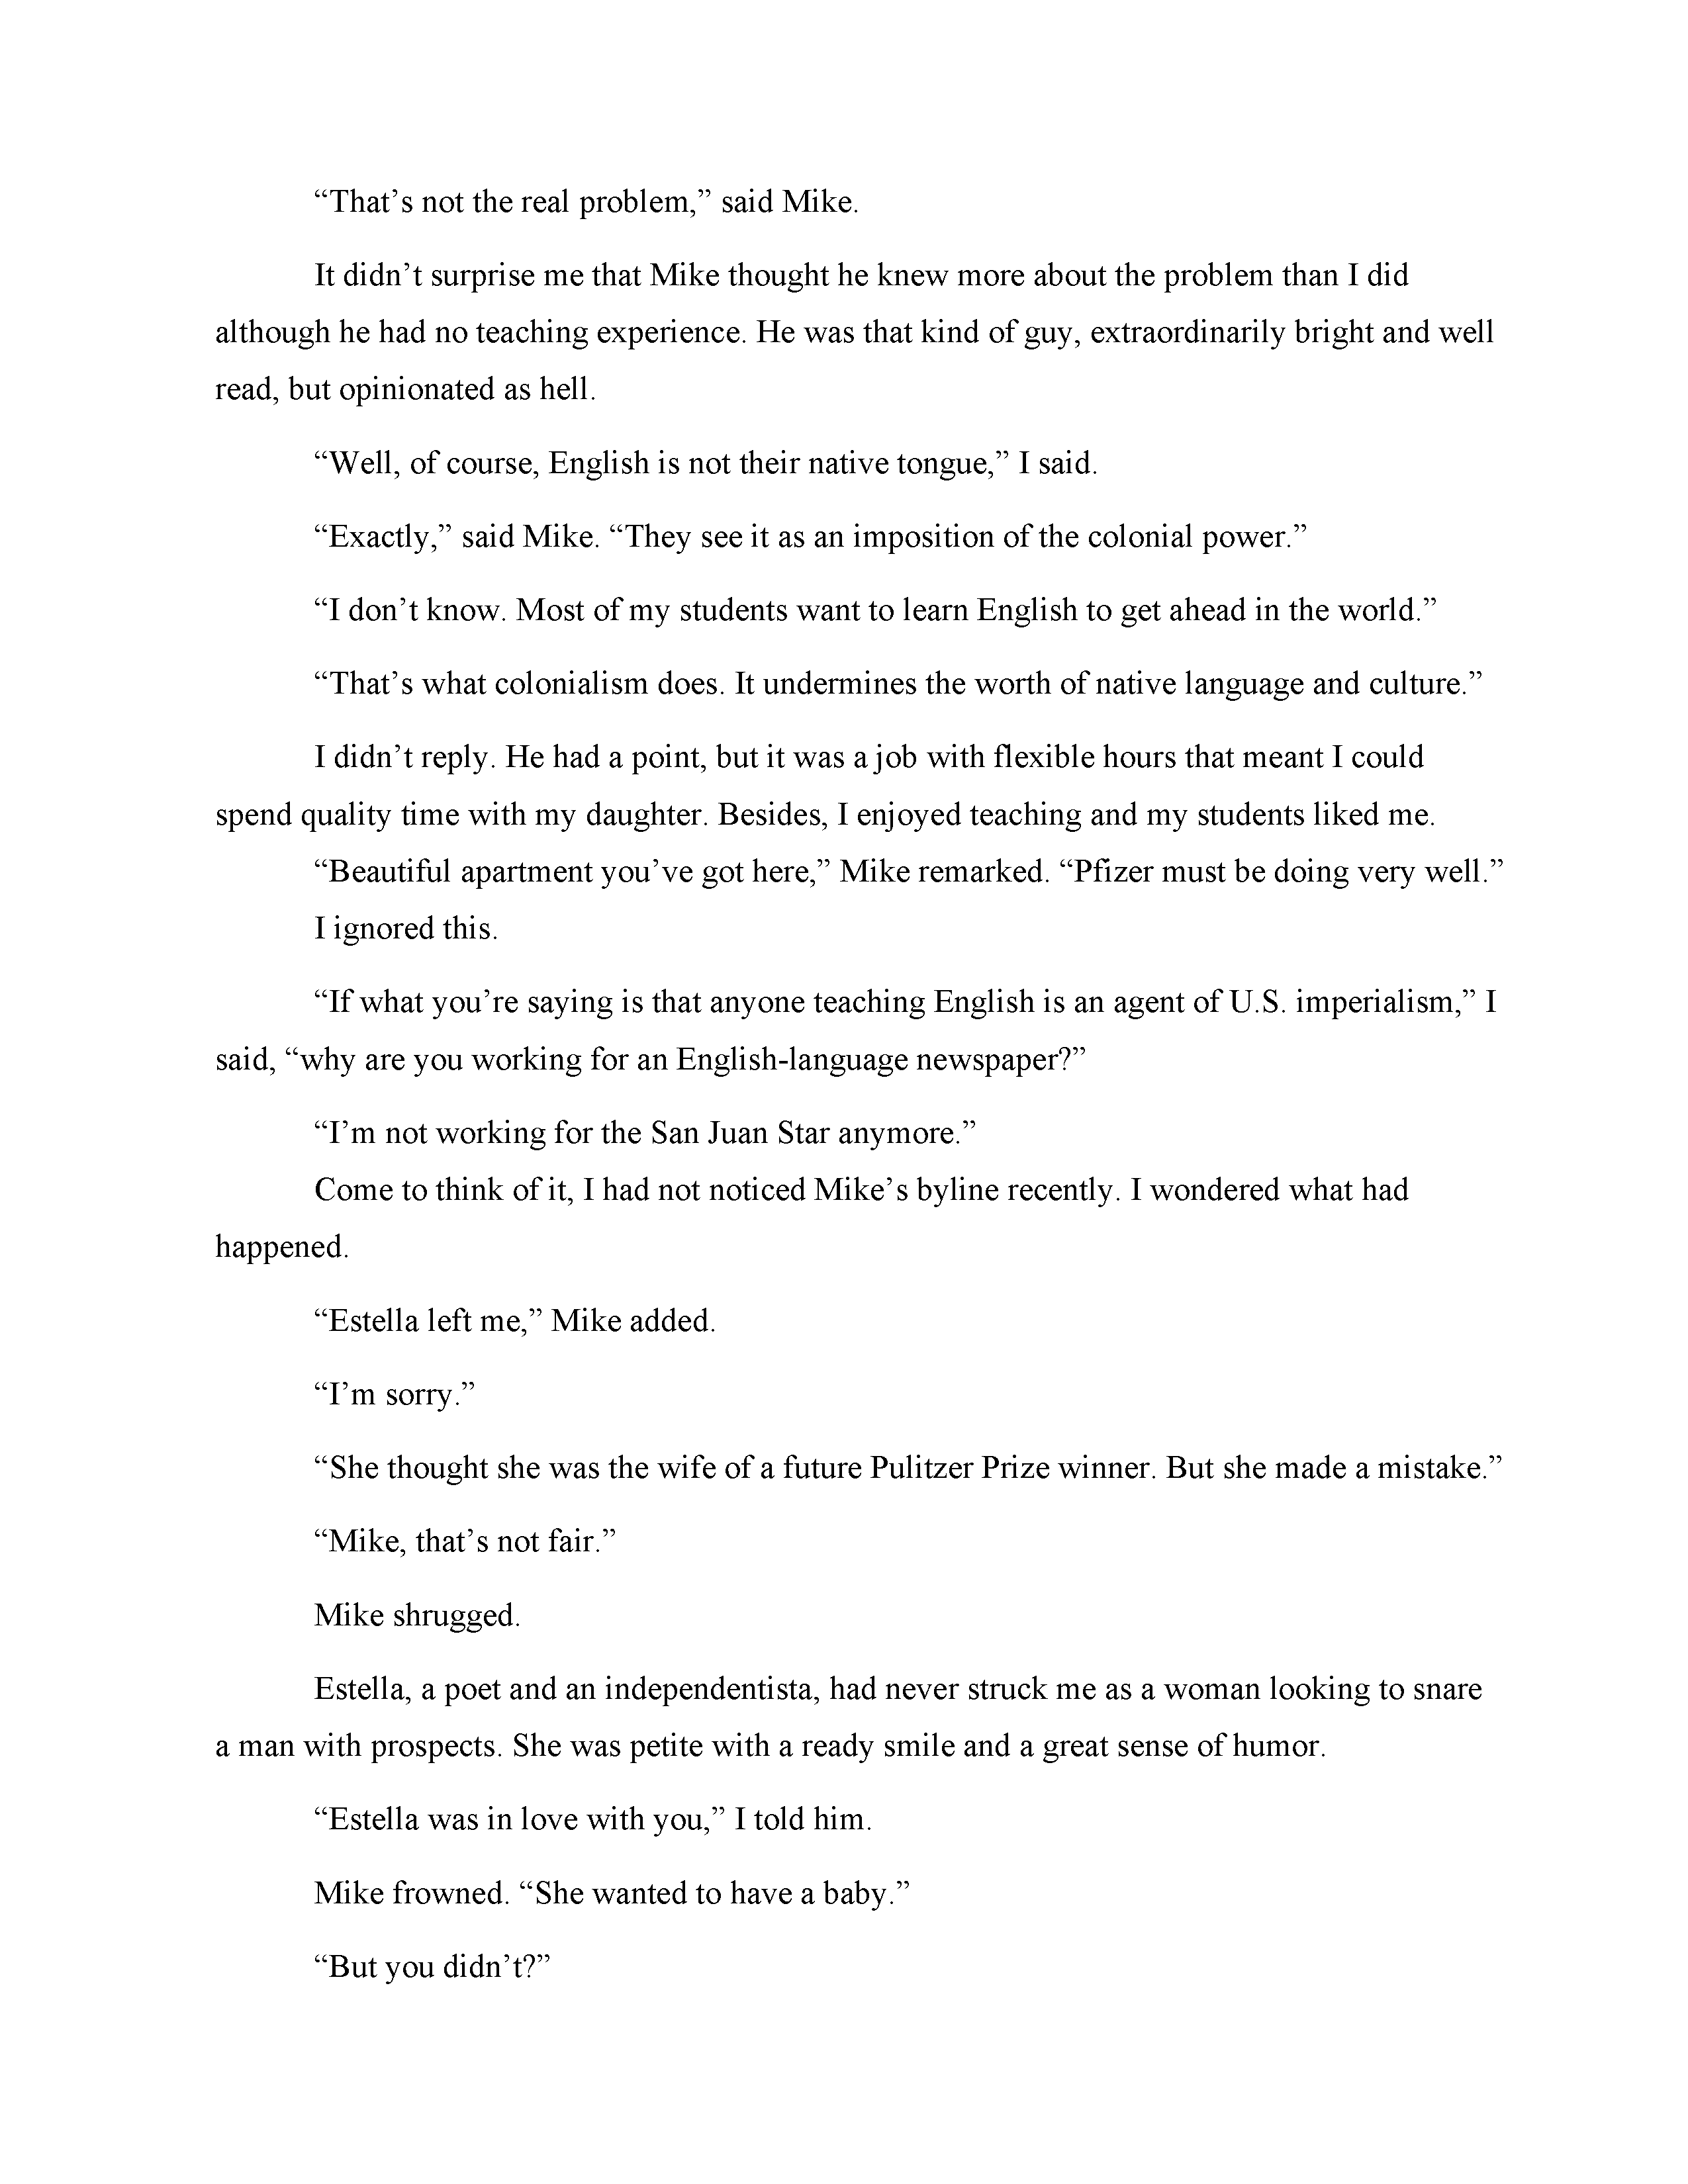 “That’s not the real problem,” said Mike.
It didn’t surprise me that Mike thought he knew more about the problem than I did
although he had no teaching experience. He was that kind of guy, extraordinarily bright and well
read, but opinionated as hell.
“Well, of course, English is not their native tongue,” I said.
“Exactly,” said Mike. “They see it as an imposition of the colonial power.”
“I don’t know. Most of my students want to learn English to get ahead in the world.”
“That’s what colonialism does. It undermines the worth of native language and culture.”
I didn’t reply. He had a point, but it was a job with flexible hours that meant I could
spend quality time with my daughter. Besides, I enjoyed teaching and my students liked me.
“Beautiful apartment you’ve got here,” Mike remarked. “Pfizer must be doing very well.”
I ignored this.
“If what you’re saying is that anyone teaching English is an agent of U.S. imperialism,” I
said, “why are you working for an English-language newspaper?”
“I’m not working for the San Juan Star anymore.”
Come to think of it, I had not noticed Mike’s byline recently. I wondered what had
happened.
“Estella left me,” Mike added.
“I’m sorry.”
“She thought she was the wife of a future Pulitzer Prize winner. But she made a mistake.”
“Mike, that’s not fair.”
Mike shrugged.
Estella, a poet and an independentista, had never struck me as a woman looking to snare
a man with prospects. She was petite with a ready smile and a great sense of humor.
“Estella was in love with you,” I told him.
Mike frowned. “She wanted to have a baby.”
“But you didn’t?”